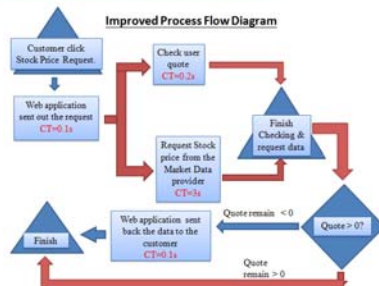 Improved Process Flow Diagram
Customer click
Stock Price Request.
Web application
sent out the request
CT=0.1s
Check user
quote
CT=0.2s
Request Stock
price from the
Market Data
provider
CT=3s
Finish
Checking &
request data
Quote > 0?
Quote remain < 0
Web application sent
back the data to the
customer
CT=0.1s
Finish
Quote
remain > 0